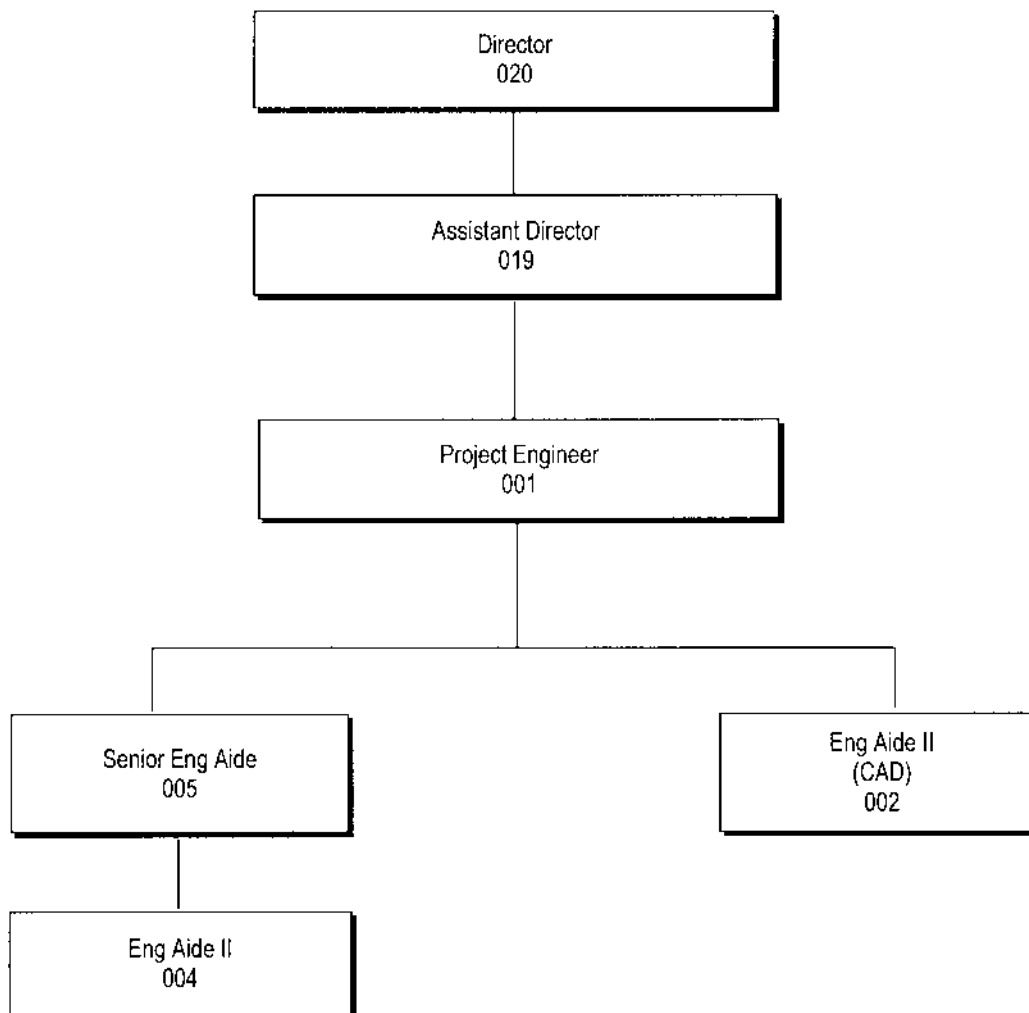 Director
020
Assistant Director
019
Project Engineer
001
Senior Eng Aide
005
Eng Aide II
(CAD)
002
Eng Aide II
004